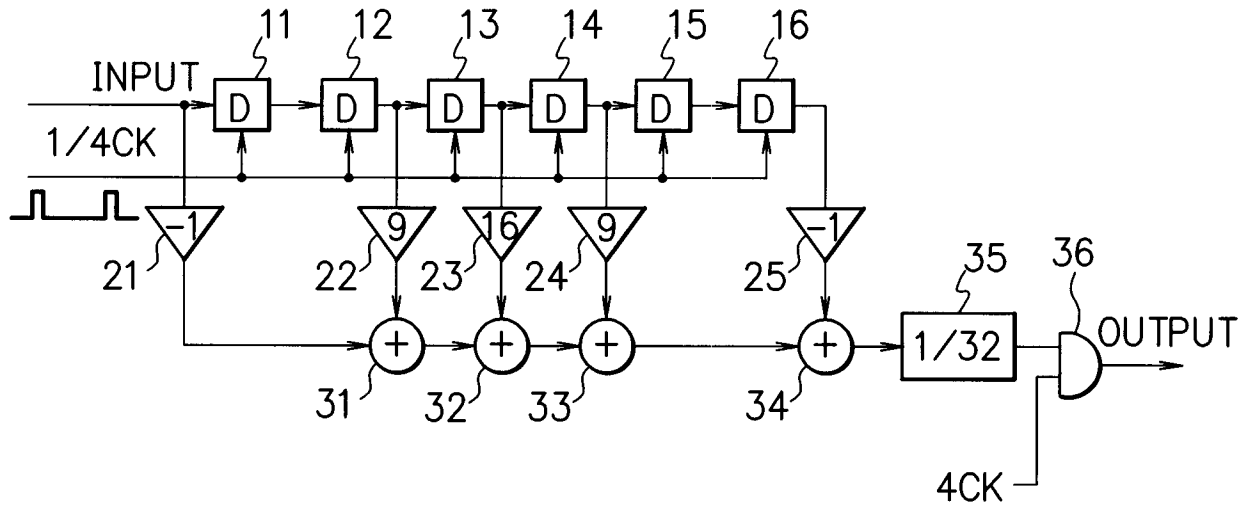 11 12 13 14 15 16
INPUT
D D D D D D
1/4CK
-1 9 16 9 -1
21 22 23 24 25 35 36
OUTPUT
+ + + + 1/32
31 32 33 34
4CK